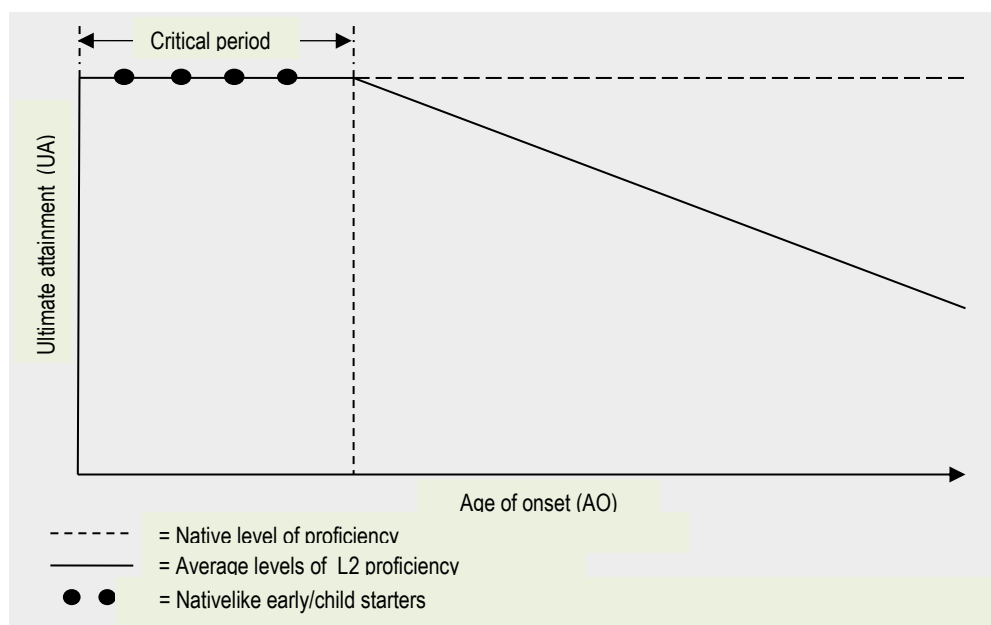 Critical period
Ultimate attainment (UA)
Age of onset (AO)
= Native level of proficiency
= Average levels of L2 proficiency
= Nativelike early/child starters